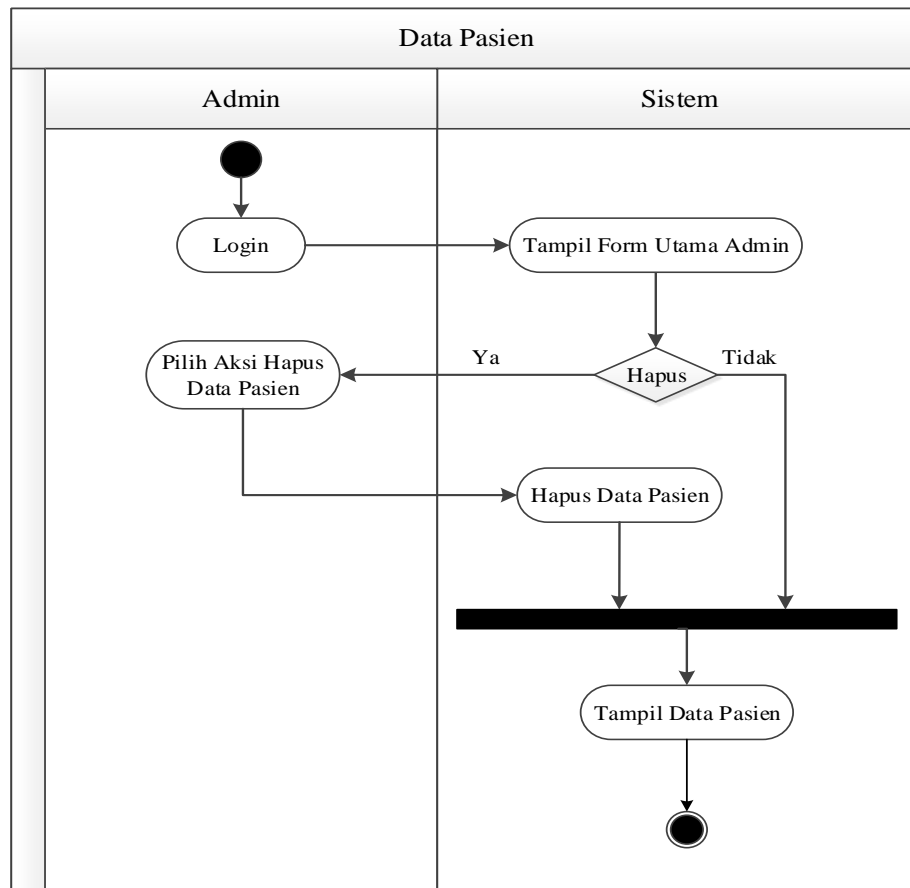 Data Pasien
Admin
Sistem
Login
Tampil Form Utama Admin
Pilih Aksi Hapus
Data Pasien
Ya
Hapus
Tidak
Hapus Data Pasien
Tampil Data Pasien